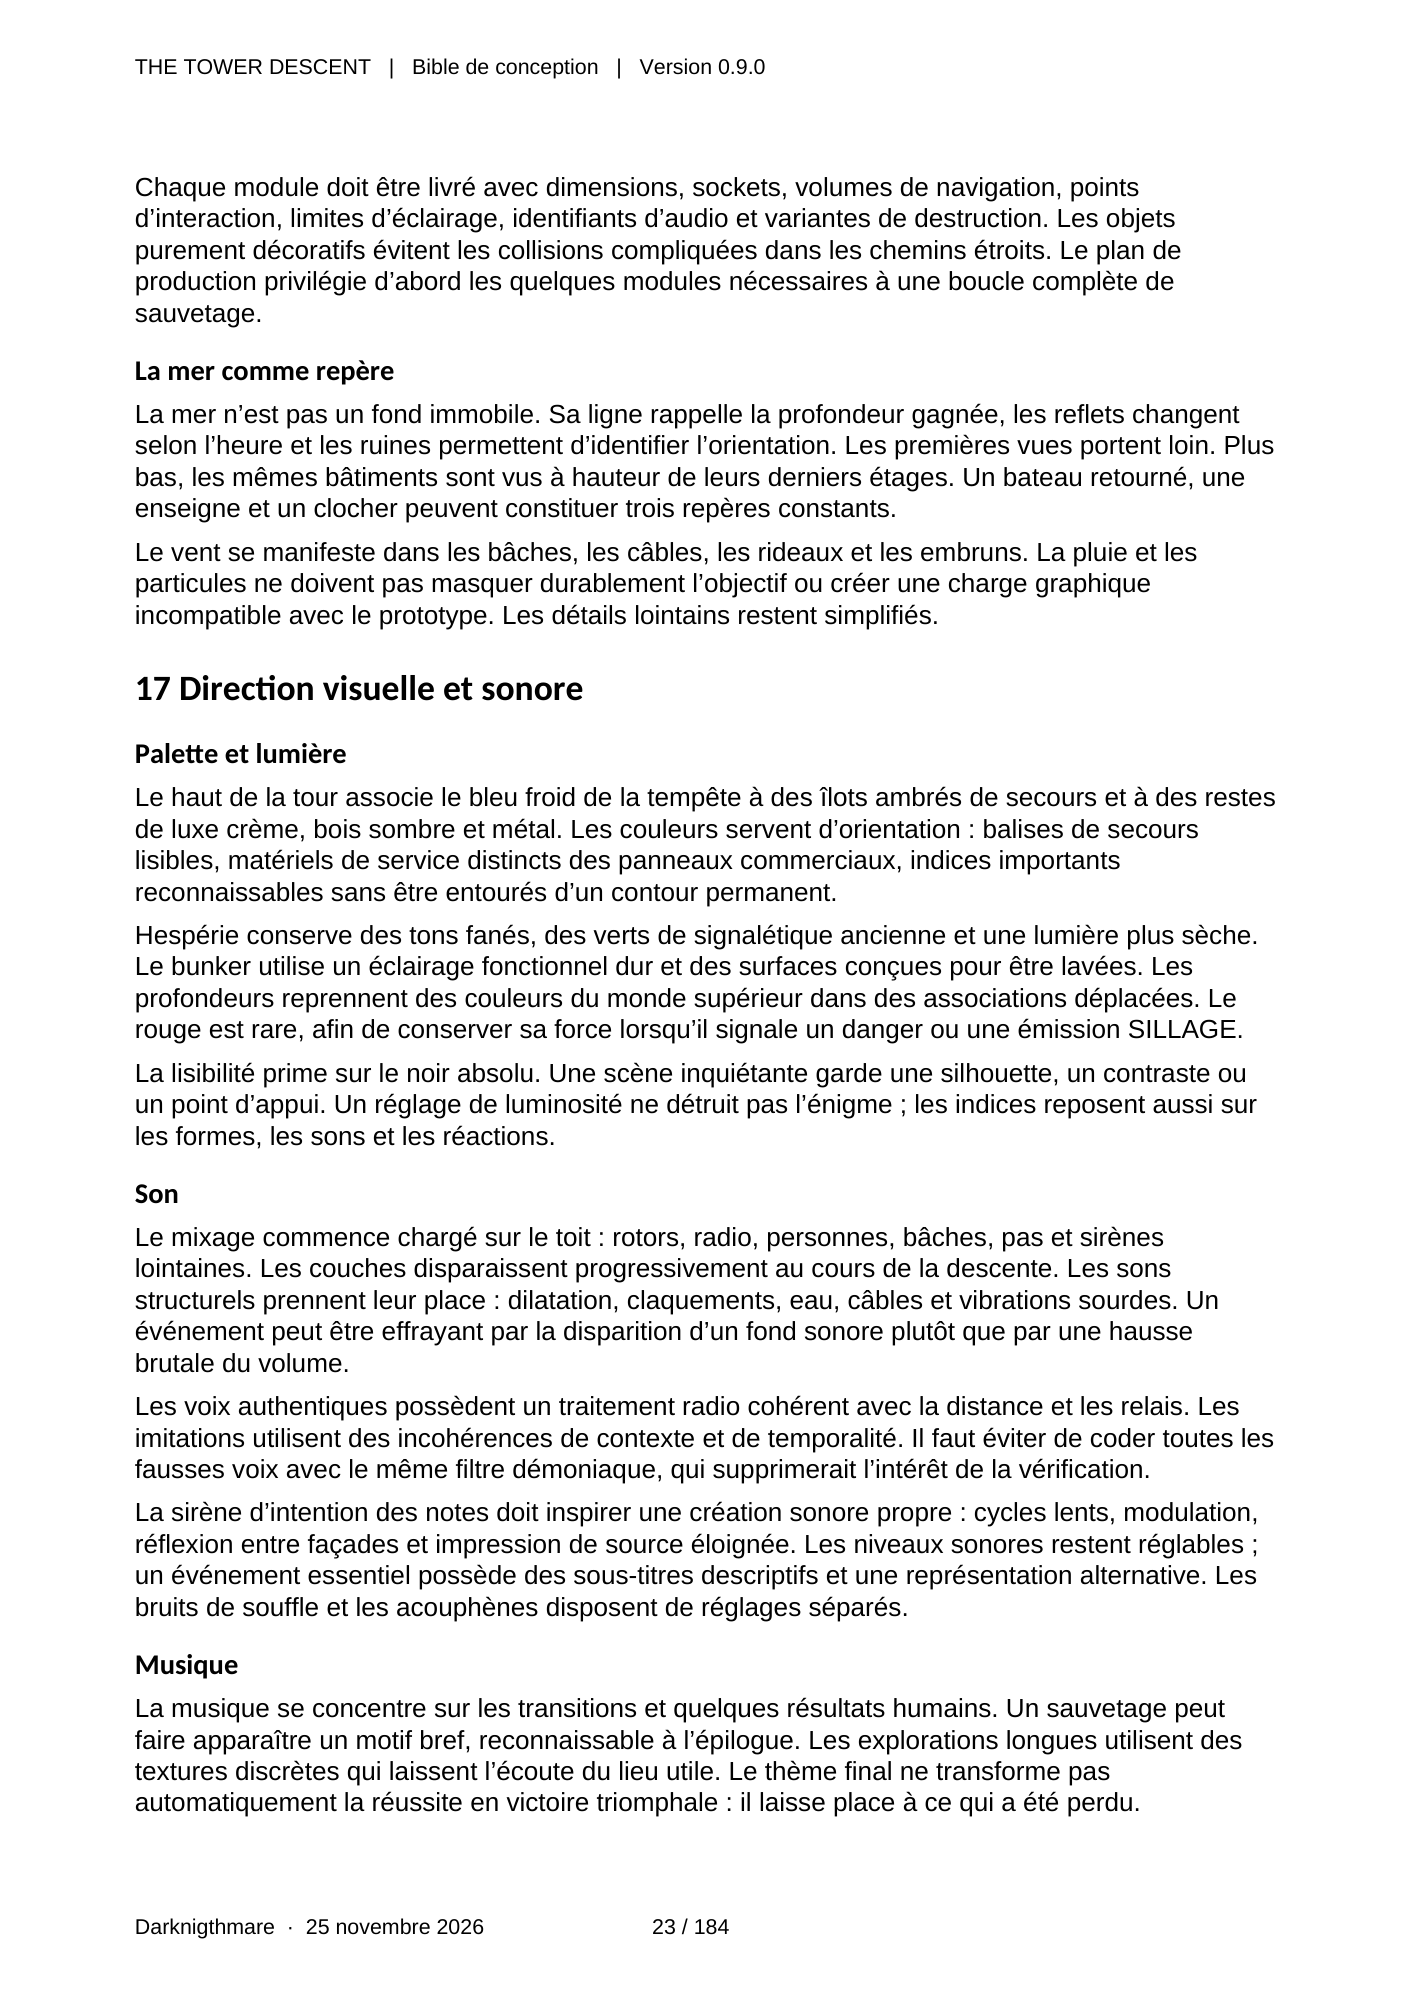 THE TOWER DESCENT | Bible de conception | Version 0.9.0
Chaque module doit être livré avec dimensions, sockets, volumes de navigation, points
d’interaction, limites d’éclairage, identifiants d’audio et variantes de destruction. Les objets
purement décoratifs évitent les collisions compliquées dans les chemins étroits. Le plan de
production privilégie d’abord les quelques modules nécessaires à une boucle complète de
sauvetage.
La mer comme repère
La mer n’est pas un fond immobile. Sa ligne rappelle la profondeur gagnée, les reflets changent
selon l’heure et les ruines permettent d’identifier l’orientation. Les premières vues portent loin. Plus
bas, les mêmes bâtiments sont vus à hauteur de leurs derniers étages. Un bateau retourné, une
enseigne et un clocher peuvent constituer trois repères constants.
Le vent se manifeste dans les bâches, les câbles, les rideaux et les embruns. La pluie et les
particules ne doivent pas masquer durablement l’objectif ou créer une charge graphique
incompatible avec le prototype. Les détails lointains restent simplifiés.
17 Direction visuelle et sonore
Palette et lumière
Le haut de la tour associe le bleu froid de la tempête à des îlots ambrés de secours et à des restes
de luxe crème, bois sombre et métal. Les couleurs servent d’orientation : balises de secours
lisibles, matériels de service distincts des panneaux commerciaux, indices importants
reconnaissables sans être entourés d’un contour permanent.
Hespérie conserve des tons fanés, des verts de signalétique ancienne et une lumière plus sèche.
Le bunker utilise un éclairage fonctionnel dur et des surfaces conçues pour être lavées. Les
profondeurs reprennent des couleurs du monde supérieur dans des associations déplacées. Le
rouge est rare, afin de conserver sa force lorsqu’il signale un danger ou une émission SILLAGE.
La lisibilité prime sur le noir absolu. Une scène inquiétante garde une silhouette, un contraste ou
un point d’appui. Un réglage de luminosité ne détruit pas l’énigme ; les indices reposent aussi sur
les formes, les sons et les réactions.
Son
Le mixage commence chargé sur le toit : rotors, radio, personnes, bâches, pas et sirènes
lointaines. Les couches disparaissent progressivement au cours de la descente. Les sons
structurels prennent leur place : dilatation, claquements, eau, câbles et vibrations sourdes. Un
événement peut être effrayant par la disparition d’un fond sonore plutôt que par une hausse
brutale du volume.
Les voix authentiques possèdent un traitement radio cohérent avec la distance et les relais. Les
imitations utilisent des incohérences de contexte et de temporalité. Il faut éviter de coder toutes les
fausses voix avec le même filtre démoniaque, qui supprimerait l’intérêt de la vérification.
La sirène d’intention des notes doit inspirer une création sonore propre : cycles lents, modulation,
réflexion entre façades et impression de source éloignée. Les niveaux sonores restent réglables ;
un événement essentiel possède des sous-titres descriptifs et une représentation alternative. Les
bruits de souffle et les acouphènes disposent de réglages séparés.
Musique
La musique se concentre sur les transitions et quelques résultats humains. Un sauvetage peut
faire apparaître un motif bref, reconnaissable à l’épilogue. Les explorations longues utilisent des
textures discrètes qui laissent l’écoute du lieu utile. Le thème final ne transforme pas
automatiquement la réussite en victoire triomphale : il laisse place à ce qui a été perdu.
Darknigthmare · 25 novembre 2026 23 / 184